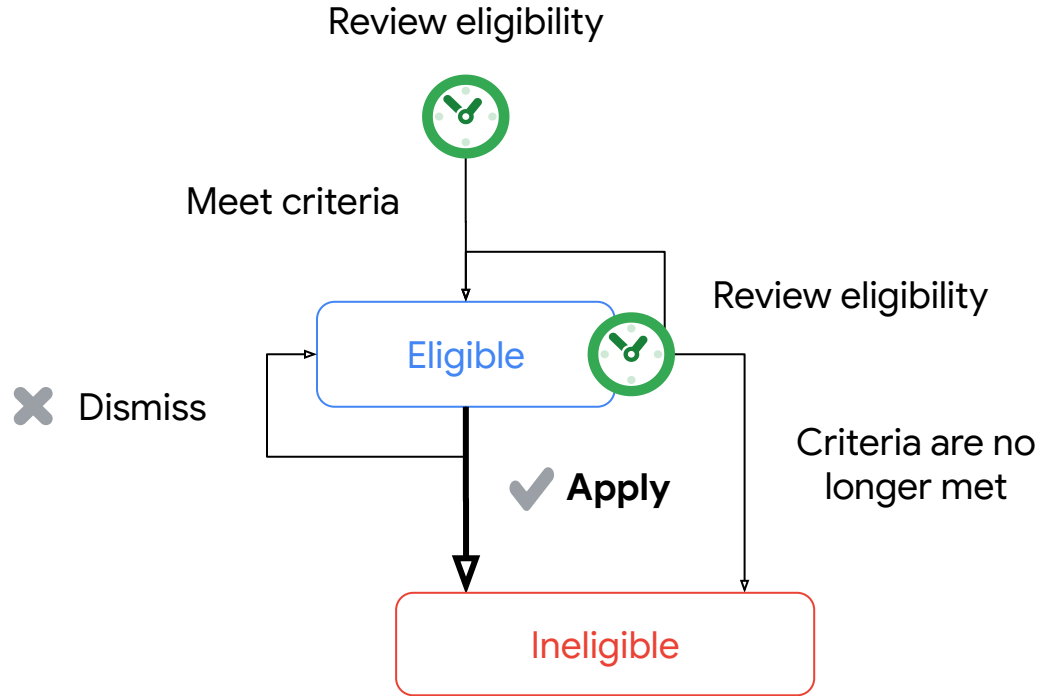 Review eligibility
Meet criteria
Review eligibility
Eligible
Dismiss
Criteria are no
longer met
Apply
Ineligible